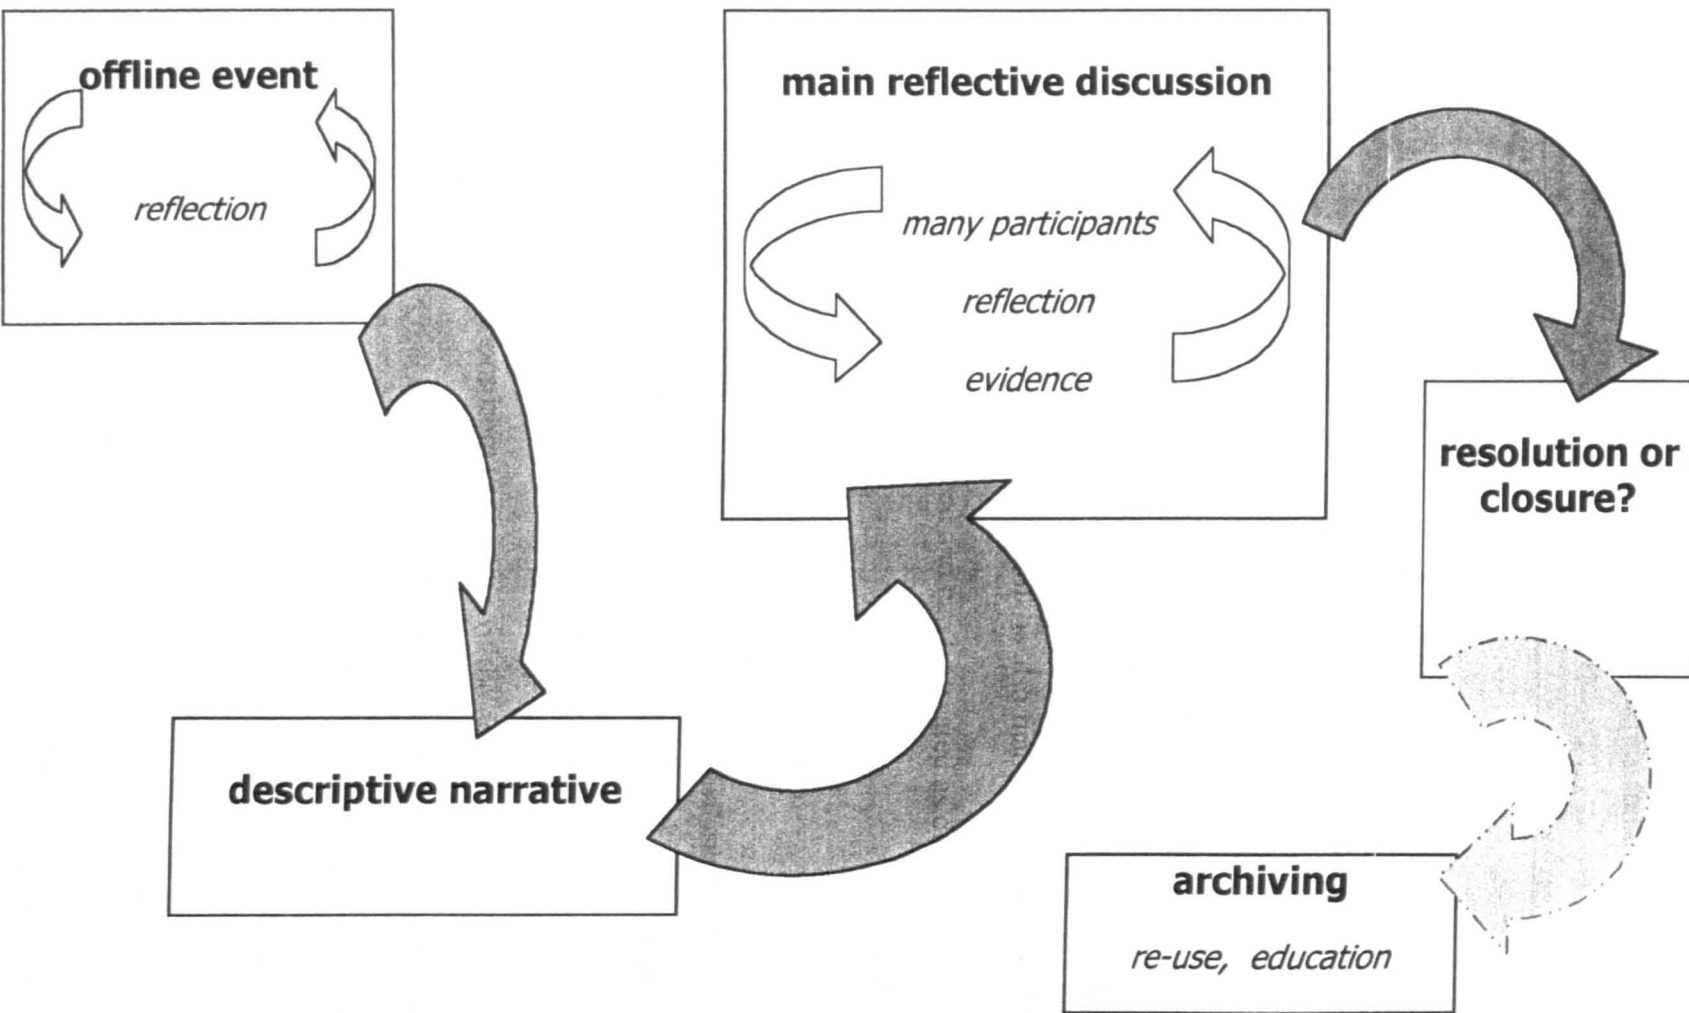 offline event
reflection
main reflective discussion
many participants
reflection
evidence
resolution or
closure?
descriptive narrative
archiving
re-use, education